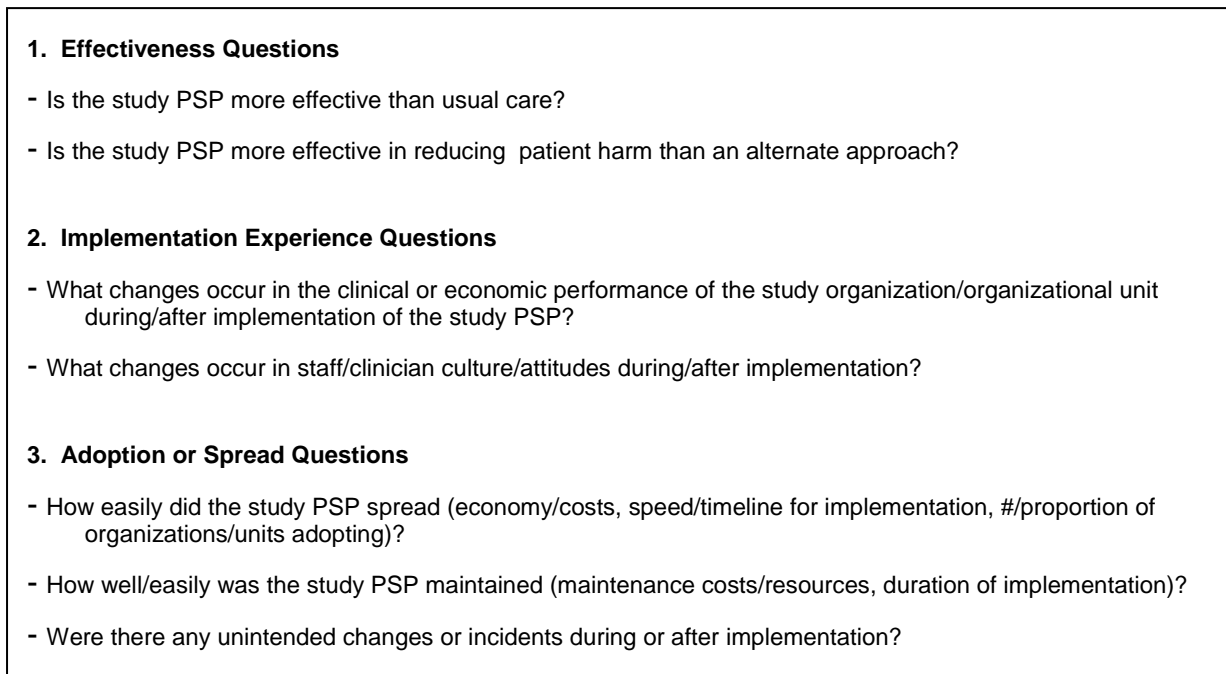 1. Effectiveness Questions
- Is the study PSP more effective than usual care?
- Is the study PSP more effective in reducing patient harm than an alternate approach?
2. Implementation Experience Questions
- What changes occur in the clinical or economic performance of the study organization/organizational unit
during/after implementation of the study PSP?
- What changes occur in staff/clinician culture/attitudes during/after implementation?
3. Adoption or Spread Questions
- How easily did the study PSP spread (economy/costs, speed/timeline for implementation, #/proportion of
organizations/units adopting)?
- How well/easily was the study PSP maintained (maintenance costs/resources, duration of implementation)?
- Were there any unintended changes or incidents during or after implementation?